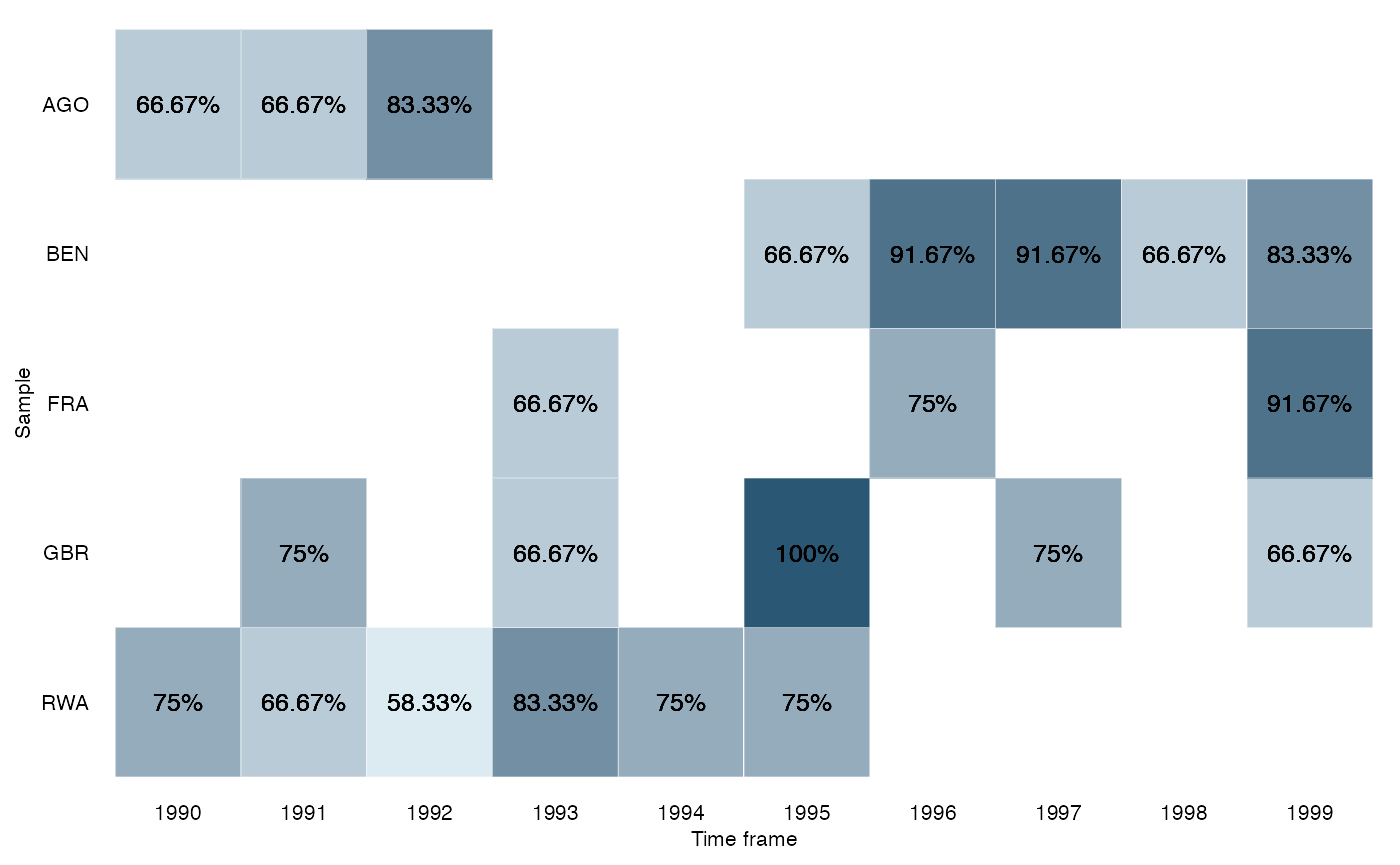 AGO 66.67% 66.67% 83.33%
BEN 66.67% 91.67% 91.67% 66.67% 83.33%
Sample
FRA 66.67% 75% 91.67%
GBR 75% 66.67% 100% 75% 66.67%
RWA 75% 66.67% 58.33% 83.33% 75% 75%
1990 1991 1992 1993 1994 1995 1996 1997 1998 1999
Time frame